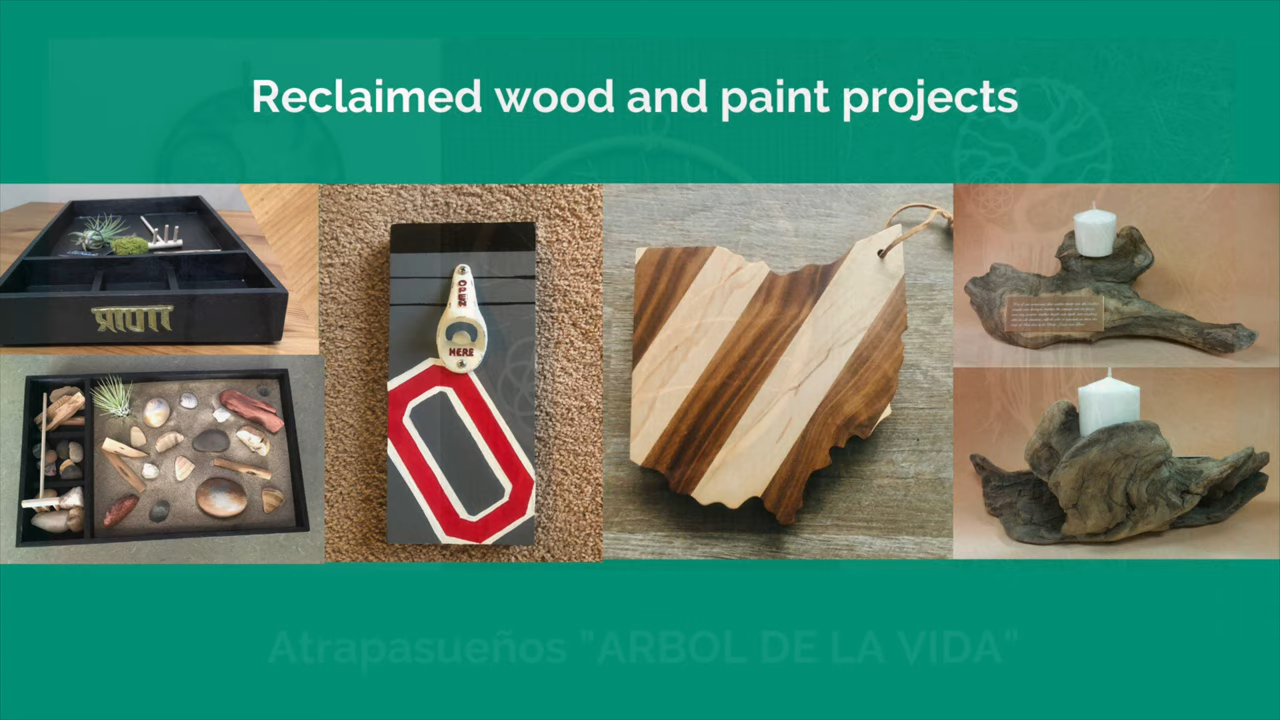 Reclaimed wood and paint projects
OPEN
HERE
Atrapasueños "ARBOL DE LA VIDA"